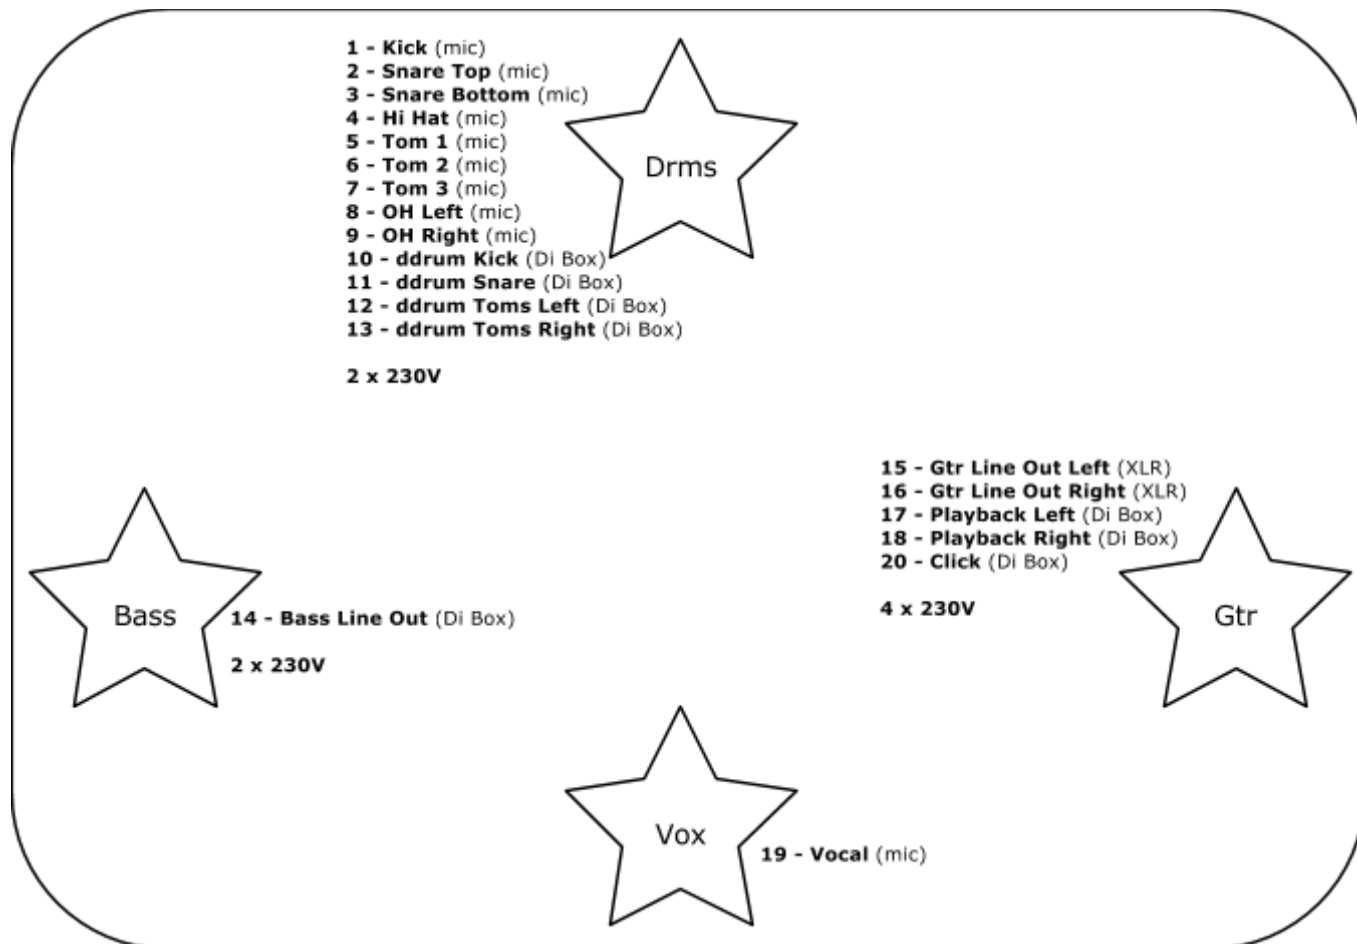 1 - Kick (mic)
2 - Snare Top (mic)
3 - Snare Bottom (mic)
4 - Hi Hat (mic)
5 - Tom 1 (mic)
6 - Tom 2 (mic)
7 - Tom 3 (mic)
8 - OH Left (mic)
9 - OH Right (mic)
10 - ddrum Kick (Di Box)
11 - ddrum Snare (Di Box)
12 - ddrum Toms Left (Di Box)
13 - ddrum Toms Right (Di Box)
2 x 230V
Drms
15 - Gtr Line Out Left (XLR)
16 - Gtr Line Out Right (XLR)
17 - Playback Left (Di Box)
18 - Playback Right (Di Box)
20 - Click (Di Box)
4 x 230V
Gtr
Bass
14 - Bass Line Out (Di Box)
2 x 230V
Vox
19 - Vocal (mic)